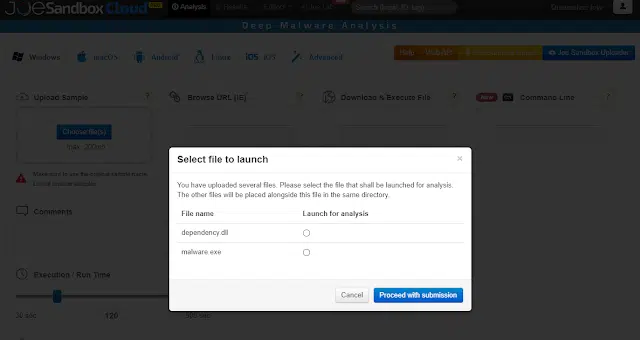 JOeSandbox Cloud
Analysis
Deep Malware Analysis
Windows
macOS
Android
Linux
iOS
Advanced
Help
Joe Sandbox Uploader
Upload Sample
?
Browse URL (IE)
?
Download & Execute File
?
New
Command Line
?
Choose file(s)
Select file to launch
×
You have uploaded several files. Please select the file that shall be launched for analysis.
The other files will be placed alongside this file in the same directory.
File name Launch for analysis
dependency.dll
malware.exe
Cancel Proceed with submission
Comments
Execution / Run Time
?
120